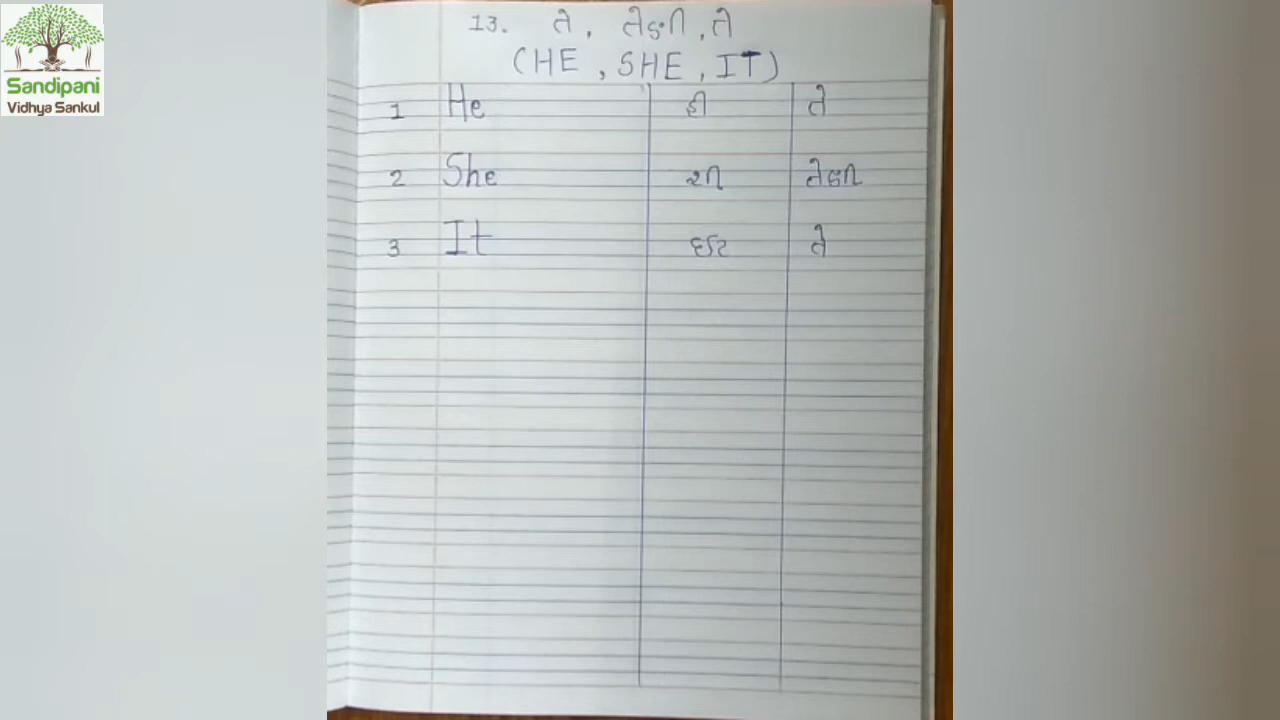 Sandipani
Vidhya Sankul
13. તે, તેણી, તે
(HE, SHE, IT)
1 He હી તે
2 She શી તેણી
3 It ઈટ તે